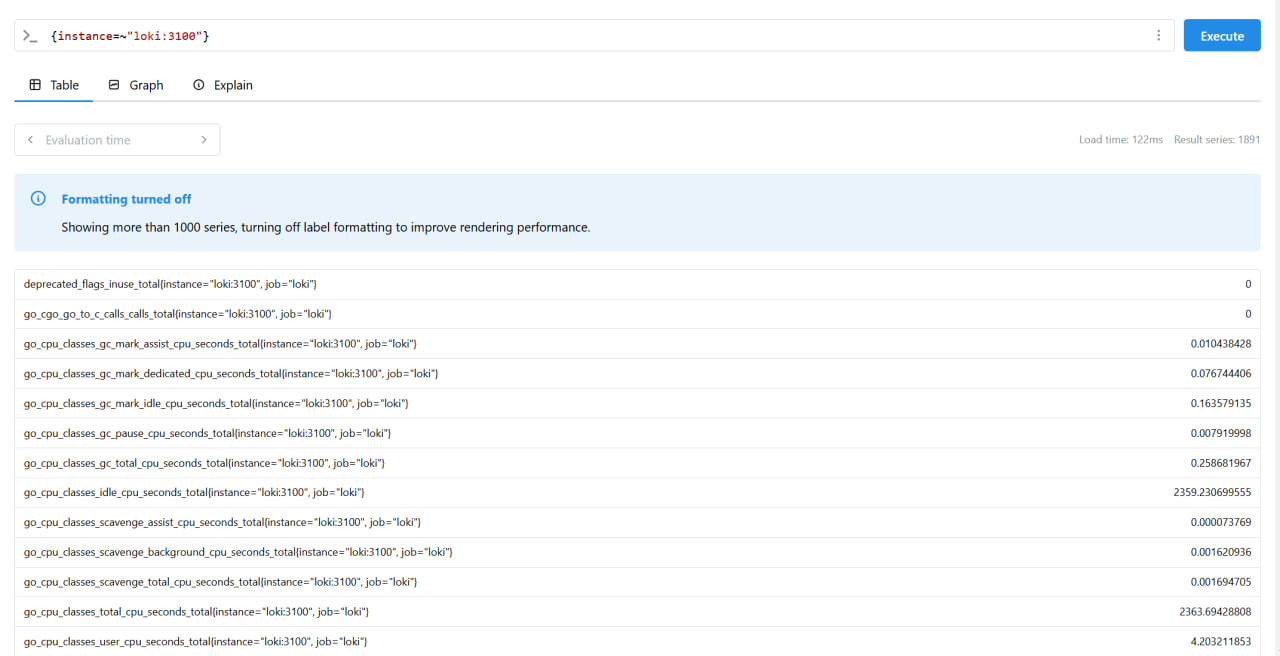 >_ {instance=~"loki:3100"}
Execute
Table Graph Explain
Evaluation time
Load time: 122ms Result series: 1891
Formatting turned off
Showing more than 1000 series, turning off label formatting to improve rendering performance.
deprecated_flags_inuse_total{instance="loki:3100", job="loki"} 0
go_cgo_go_to_c_calls_calls_total{instance="loki:3100", job="loki"} 0
go_cpu_classes_gc_mark_assist_cpu_seconds_total{instance="loki:3100", job="loki"} 0.010438428
go_cpu_classes_gc_mark_dedicated_cpu_seconds_total{instance="loki:3100", job="loki"} 0.076744406
go_cpu_classes_gc_mark_idle_cpu_seconds_total{instance="loki:3100", job="loki"} 0.163579135
go_cpu_classes_gc_pause_cpu_seconds_total{instance="loki:3100", job="loki"} 0.007919998
go_cpu_classes_gc_total_cpu_seconds_total{instance="loki:3100", job="loki"} 0.258681967
go_cpu_classes_idle_cpu_seconds_total{instance="loki:3100", job="loki"} 2359.230699555
go_cpu_classes_scavenge_assist_cpu_seconds_total{instance="loki:3100", job="loki"} 0.000073769
go_cpu_classes_scavenge_background_cpu_seconds_total{instance="loki:3100", job="loki"} 0.001620936
go_cpu_classes_scavenge_total_cpu_seconds_total{instance="loki:3100", job="loki"} 0.001694705
go_cpu_classes_total_cpu_seconds_total{instance="loki:3100", job="loki"} 2363.69428808
go_cpu_classes_user_cpu_seconds_total{instance="loki:3100", job="loki"} 4.203211853